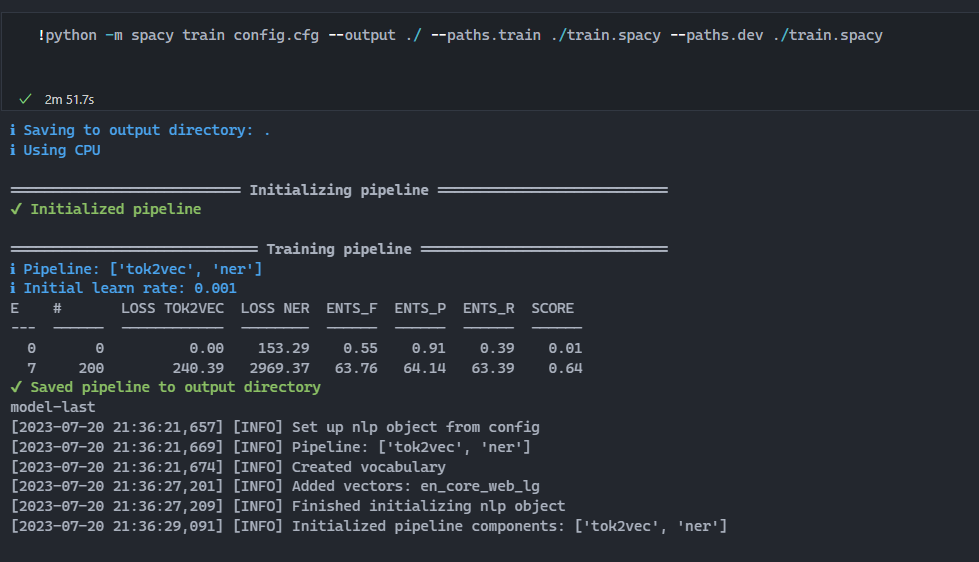 !python -m spacy train config.cfg --output ./ --paths.train ./train.spacy --paths.dev ./train.spacy
✓ 2m 51.7s
ℹ Saving to output directory: .
ℹ Using CPU
=========================== Initializing pipeline ===========================
✔ Initialized pipeline
============================= Training pipeline =============================
ℹ Pipeline: ['tok2vec', 'ner']
ℹ Initial learn rate: 0.001
E    #       LOSS TOK2VEC  LOSS NER  ENTS_F  ENTS_P  ENTS_R  SCORE
---  ------  ------------  --------  ------  ------  ------  ------
  0       0          0.00    153.29    0.55    0.91    0.39    0.01
  7     200        240.39   2969.37   63.76   64.14   63.39    0.64
✔ Saved pipeline to output directory
model-last
[2023-07-20 21:36:21,657] [INFO] Set up nlp object from config
[2023-07-20 21:36:21,669] [INFO] Pipeline: ['tok2vec', 'ner']
[2023-07-20 21:36:21,674] [INFO] Created vocabulary
[2023-07-20 21:36:27,201] [INFO] Added vectors: en_core_web_lg
[2023-07-20 21:36:27,209] [INFO] Finished initializing nlp object
[2023-07-20 21:36:29,091] [INFO] Initialized pipeline components: ['tok2vec', 'ner']